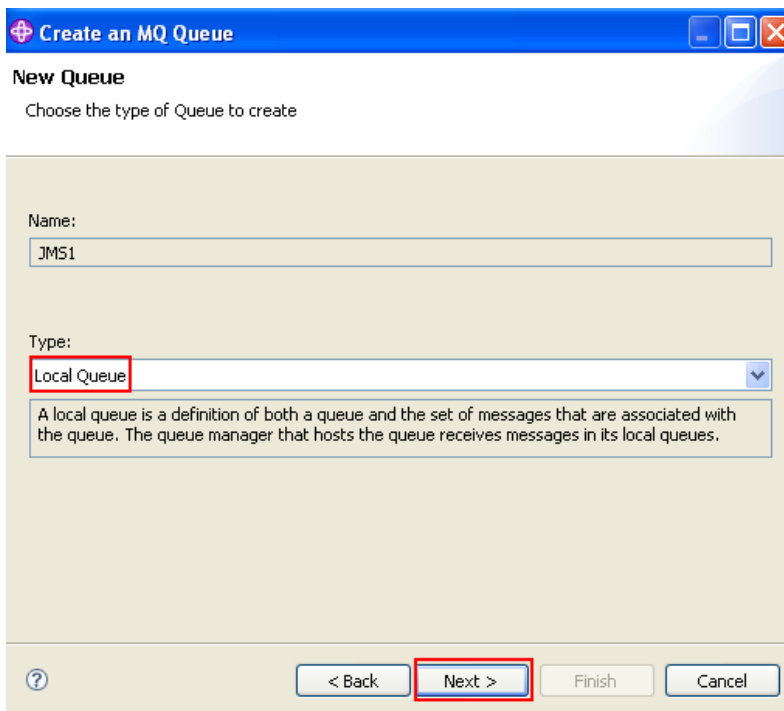 Create an MQ Queue
New Queue
Choose the type of Queue to create
Name:
JMS1
Type:
Local Queue
A local queue is a definition of both a queue and the set of messages that are associated with
the queue. The queue manager that hosts the queue receives messages in its local queues.
?
< Back Next > Finish Cancel